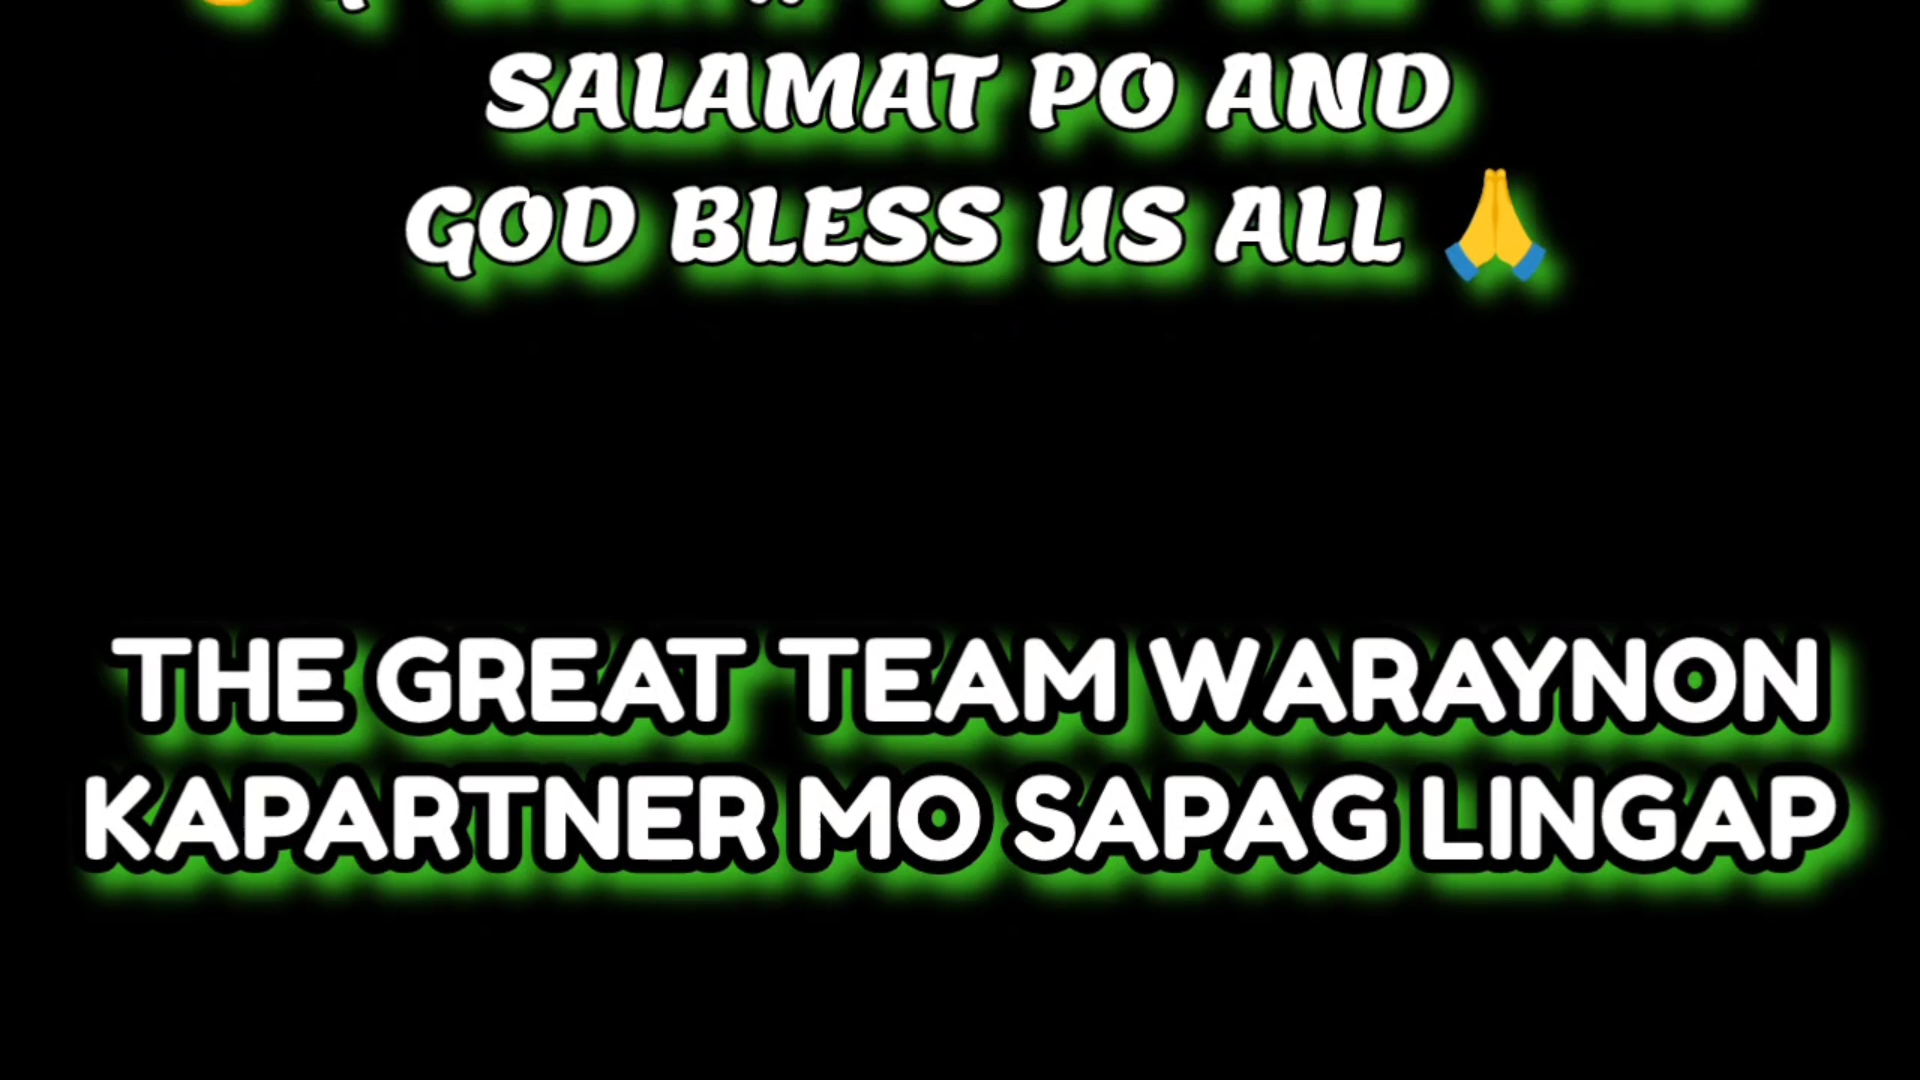 SALAMAT PO AND
GOD BLESS US ALL 🙏
THE GREAT TEAM WARAYNON
KAPARTNER MO SAPAG LINGAP